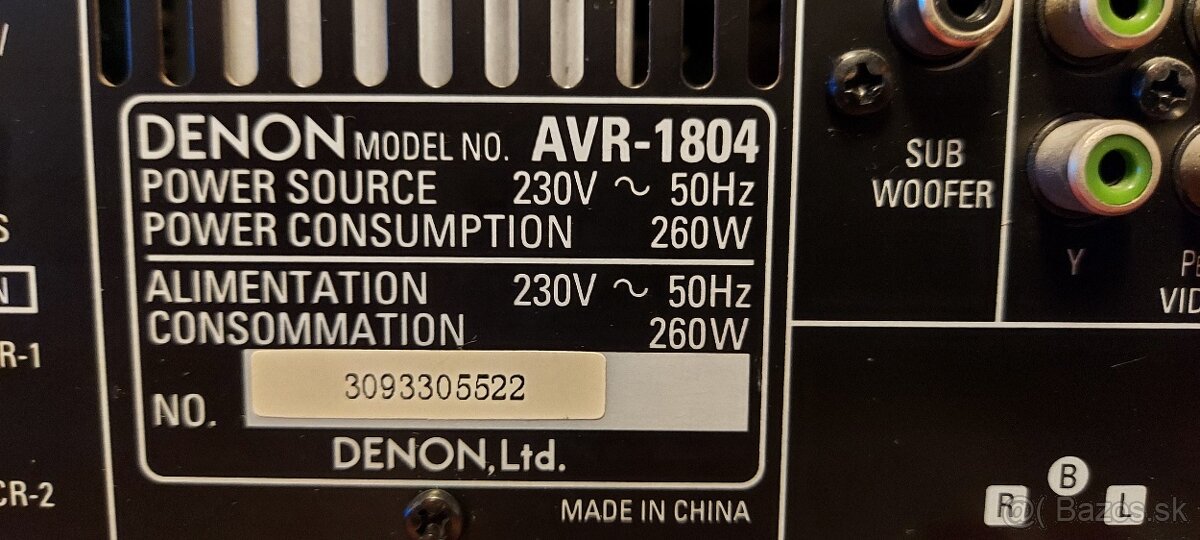 DENON MODEL NO. AVR-1804
POWER SOURCE 230V ~ 50Hz
POWER CONSUMPTION 260W
ALIMENTATION 230V ~ 50Hz
CONSOMMATION 260W
NO. 3093305522
DENON, Ltd.
MADE IN CHINA
SUB
WOOFER
Y
R-1
CR-2
R
B
L
Bazos.sk